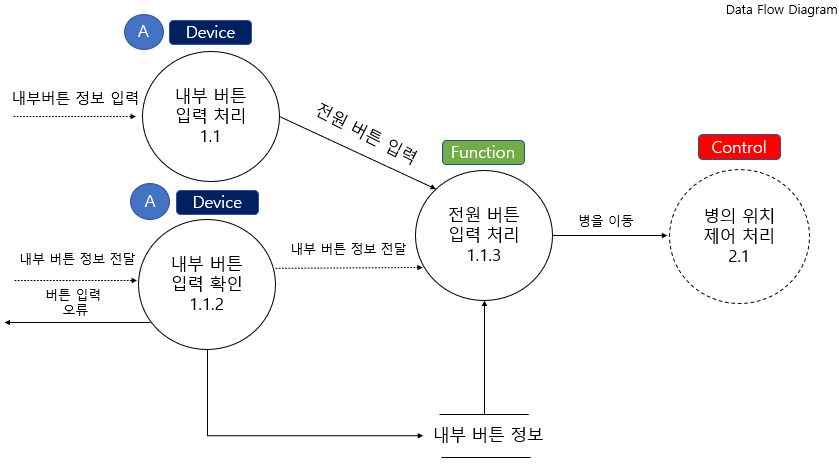 Data Flow Diagram
A
Device
내부버튼 정보 입력
내부 버튼
입력 처리
1.1
전원 버튼 입력
Function
Control
A
Device
전원 버튼
입력 처리
1.1.3
병을 이동
병의 위치
제어 처리
2.1
내부 버튼 정보 전달
내부 버튼
입력 확인
1.1.2
내부 버튼 정보 전달
버튼 입력
오류
내부 버튼 정보